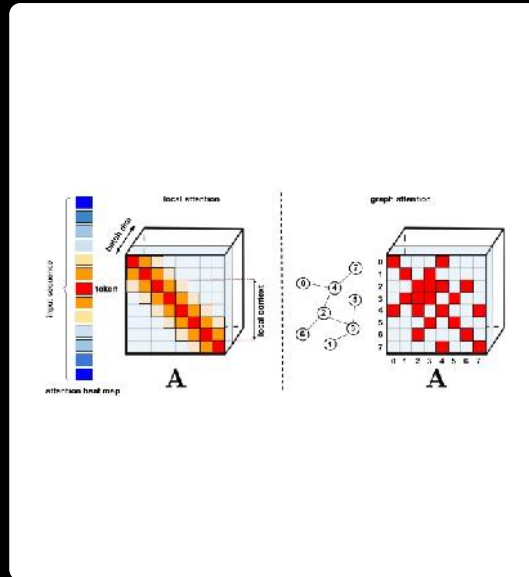 local attention
batch dim
input sequence
token
local context
A
attention heat map
graph attention
0
4
7
2
5
3
6
1
0
1
2
3
4
5
6
7
0 1 2 3 4 5 6 7
A